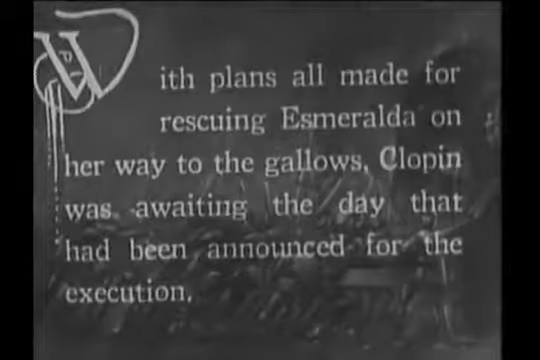 With plans all made for
rescuing Esmeralda on
her way to the gallows, Clopin
was awaiting the day that
had been announced for the
execution.